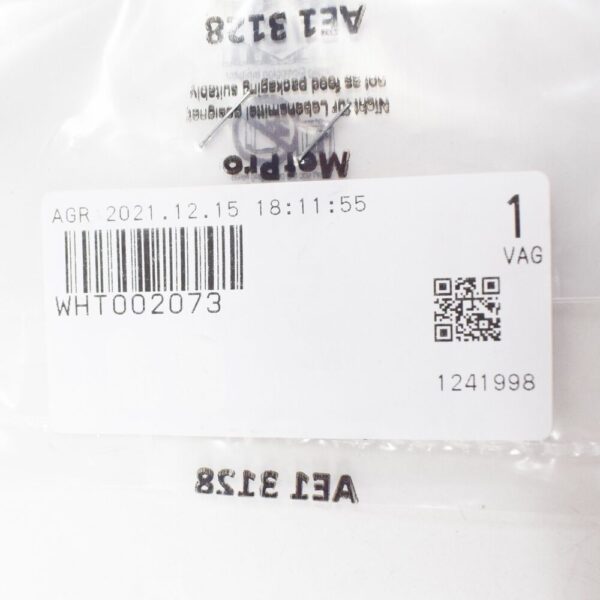 AE1 3128
not as food packaging suitably
Nicht für Lebensmittel geeignet
MetPro
AGR 2021.12.15 18:11:55
1
VAG
WHT002073
1241998
AE1 3128